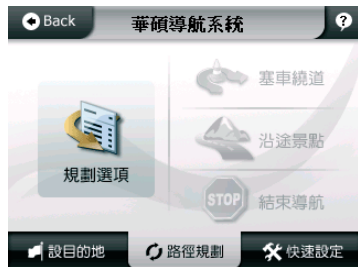 Back 華碩導航系統 ?
塞車繞道
沿途景點
規劃選項
STOP 結束導航
設目的地 路徑規劃 快速設定